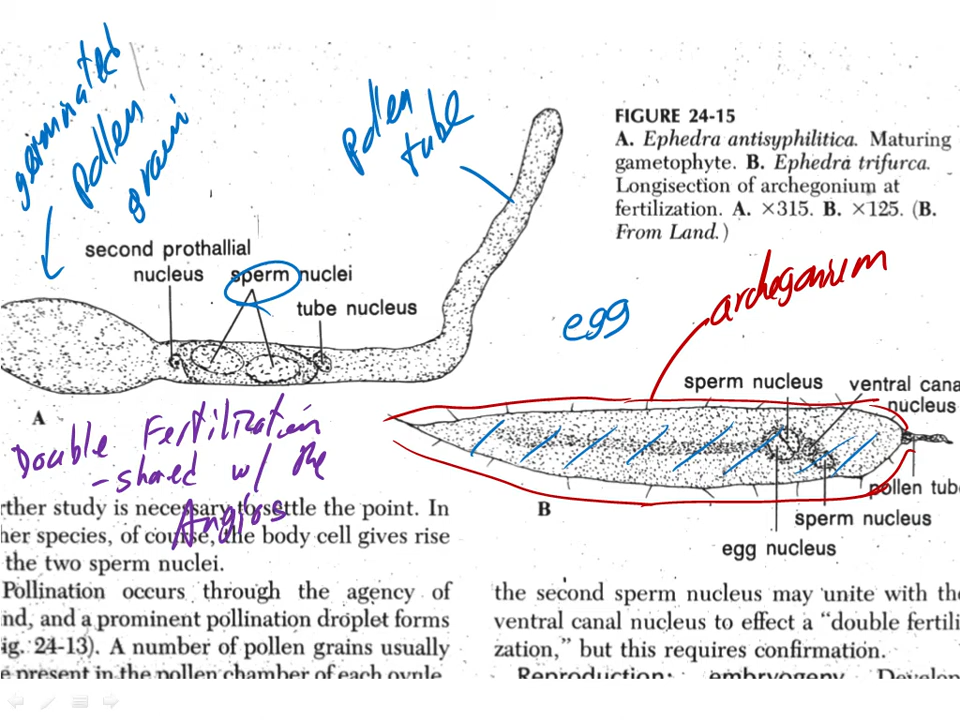 germinated
pollen
grain
pollen
tube
FIGURE 24-15
A. Ephedra antisyphilitica. Maturing
gametophyte. B. Ephedra trifurca.
Longisection of archegonium at
fertilization. A. ×315. B. ×125. (B.
From Land.)
second prothallial
nucleus
sperm nuclei
tube nucleus
egg
archegonium
sperm nucleus
ventral cana
nucleus
A
Double Fertilization
- shared w/ the
Angios
pollen tub
B
sperm nucleus
egg nucleus
rther study is necessary to settle the point. In
her species, of course, the body cell gives rise
the two sperm nuclei.
Pollination occurs through the agency of
nd, and a prominent pollination droplet forms
ig. 24-13). A number of pollen grains usually
e present in the pollen chamber of each ovule.
the second sperm nucleus may unite with the
ventral canal nucleus to effect a "double fertili
zation," but this requires confirmation.
Reproduction: embryogeny. Develop